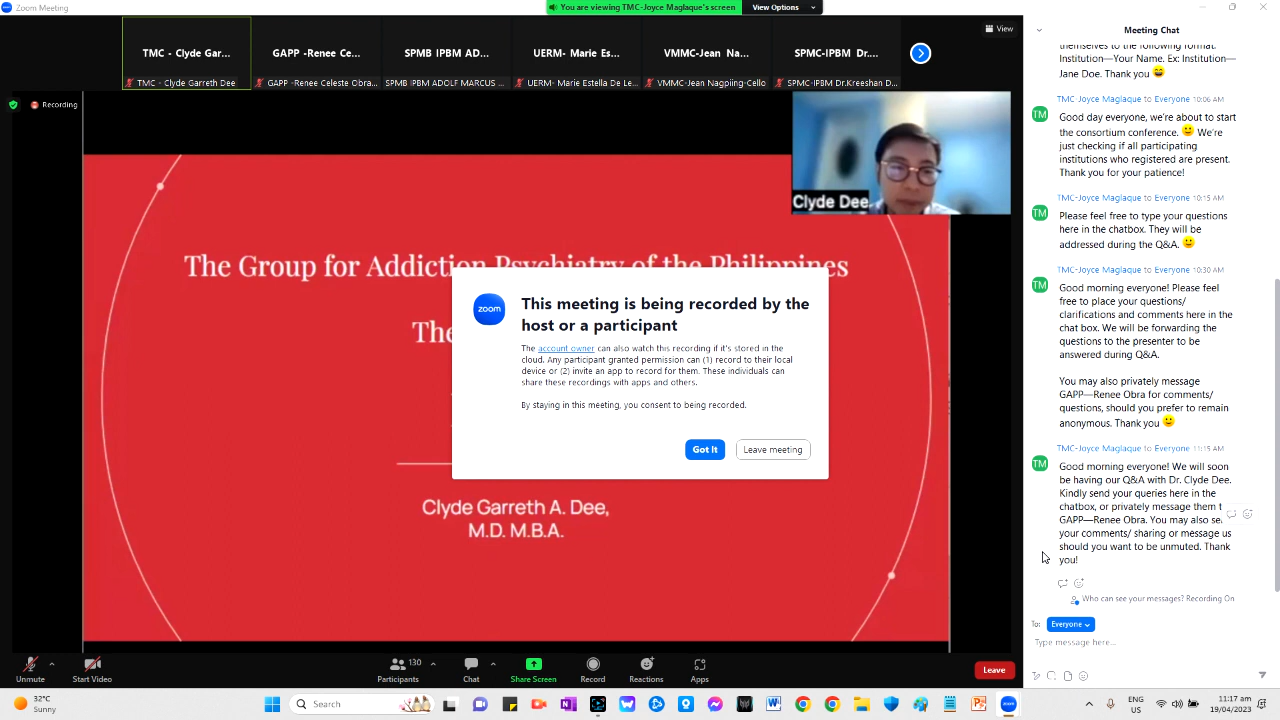 Zoom Meeting
You are viewing TMC-Joyce Maglaque's screen
View Options
TMC - Clyde Gar...
GAPP -Renee Ce...
SPMB IPBM AD...
UERM- Marie Es...
VMMC-Jean Na...
SPMC-IPBM Dr....
View
TMC - Clyde Garreth Dee
GAPP -Renee Celeste Obra...
SPMB IPBM ADOLF MARCUS ...
UERM- Marie Estella De Le...
VMMC-Jean Nagpiing-Cello
SPMC-IPBM Dr.Kreeshan D...
Recording
Clyde Dee
The Group for Addiction Psychiatry of the Philippines
The
Clyde Garreth A. Dee,
M.D. M.B.A.
zoom
This meeting is being recorded by the
host or a participant
The account owner can also watch this recording if it's stored in the
cloud. Any participant granted permission can (1) record to their local
device or (2) invite an app to record for them. These individuals can
share these recordings with apps and others.
By staying in this meeting, you consent to being recorded.
Got it
Leave meeting
Meeting Chat
themselves to the following format.
Institution—Your Name. Ex: Institution—
Jane Doe. Thank you 😄
TMC-Joyce Maglaque to Everyone 10:06 AM
TM
Good day everyone, we're about to start
the consortium conference. 🙂 We're
just checking if all participating
institutions who registered are present.
Thank you for your patience!
TMC-Joyce Maglaque to Everyone 10:15 AM
TM
Please feel free to type your questions
here in the chatbox. They will be
addressed during the Q&A. 🙂
TMC-Joyce Maglaque to Everyone 10:30 AM
TM
Good morning everyone! Please feel
free to place your questions/
clarifications and comments here in the
chat box. We will be forwarding the
questions to the presenter to be
answered during Q&A.
You may also privately message
GAPP—Renee Obra for comments/
questions, should you prefer to remain
anonymous. Thank you 🙂
TMC-Joyce Maglaque to Everyone 11:15 AM
TM
Good morning everyone! We will soon
be having our Q&A with Dr. Clyde Dee.
Kindly send your queries here in the
chatbox, or privately message them t
GAPP—Renee Obra. You may also se
your comments/ sharing or message us
should you want to be unmuted. Thank
you!
Who can see your messages? Recording On
To: Everyone
Type message here...
Unmute
Start Video
130
Participants
Chat
Share Screen
Record
Reactions
Apps
Leave
32°C
Sunny
Search
ENG
US
11:17 am
19/04/2023